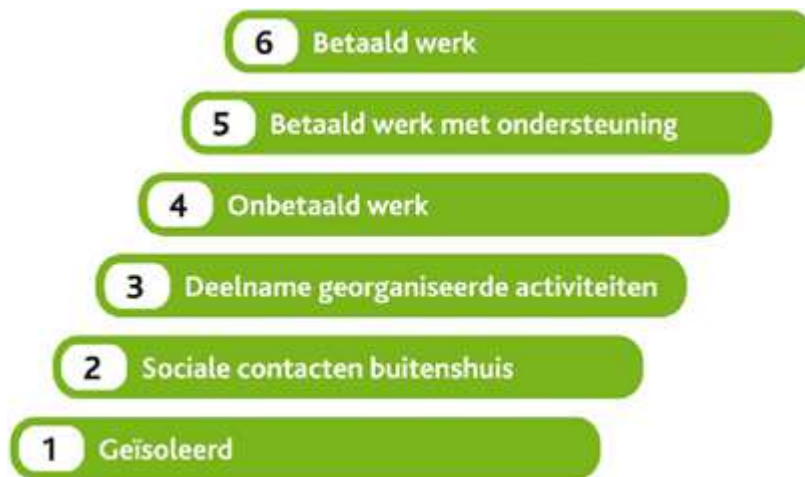 6 Betaald werk
5 Betaald werk met ondersteuning
4 Onbetaald werk
3 Deelname georganiseerde activiteiten
2 Sociale contacten buitenshuis
1 Geïsoleerd